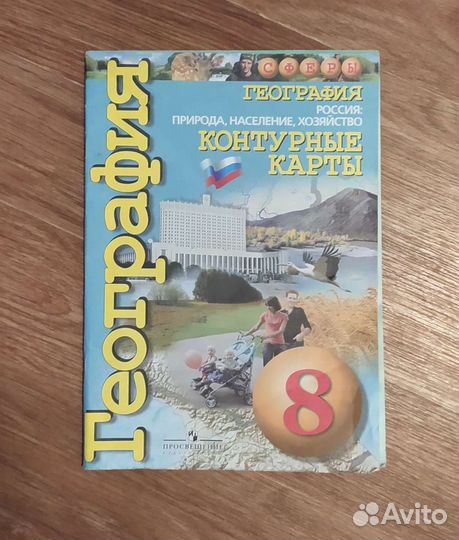 СФЕРЫ
ГЕОГРАФИЯ
РОССИЯ:
ПРИРОДА, НАСЕЛЕНИЕ, ХОЗЯЙСТВО
КОНТУРНЫЕ
КАРТЫ
География
8
ПРОСВЕЩЕНИЕ
Avito